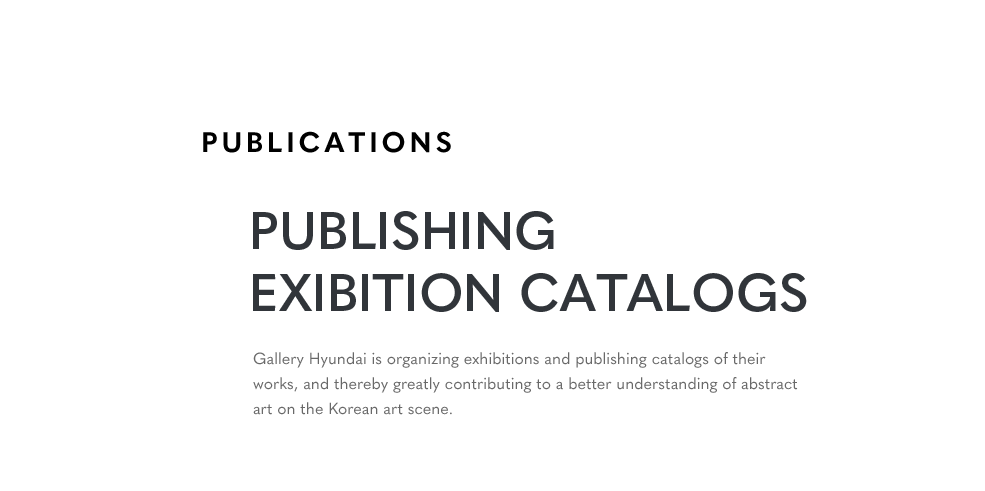 PUBLICATIONS
PUBLISHING
EXIBITION CATALOGS
Gallery Hyundai is organizing exhibitions and publishing catalogs of their
works, and thereby greatly contributing to a better understanding of abstract
art on the Korean art scene.